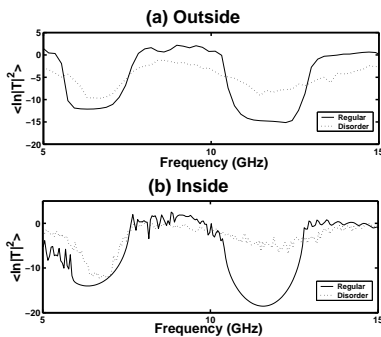 (a) Outside
5
0
−5
−10
−15
−20
<ln|T|²>
5
10
15
Frequency (GHz)
Regular
Disorder
(b) Inside
0
−10
−20
<ln|T|²>
5
10
15
Frequency (GHz)
Regular
Disorder